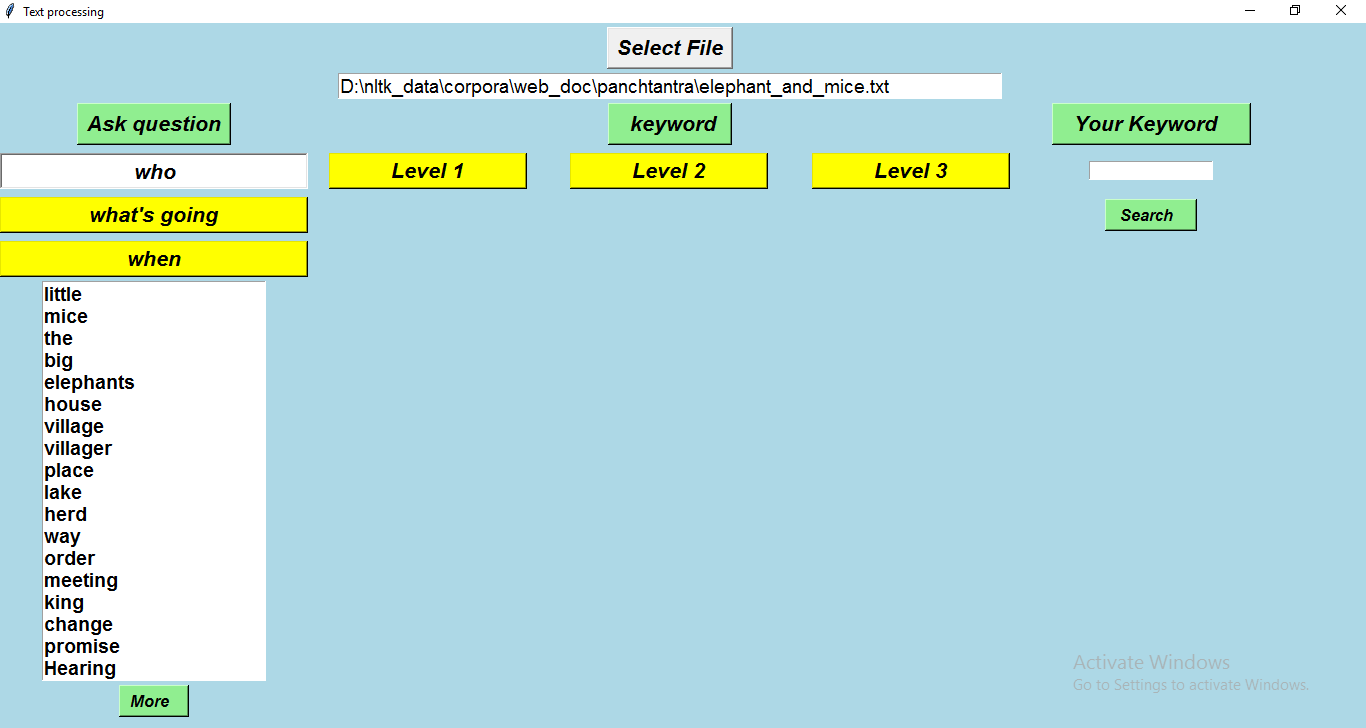 Text processing
Select File
D:\nltk_data\corpora\web_doc\panchtantra\elephant_and_mice.txt
Ask question
keyword
Your Keyword
who
Level 1
Level 2
Level 3
what's going
Search
when
little
mice
the
big
elephants
house
village
villager
place
lake
herd
way
order
meeting
king
change
promise
Hearing
More
Activate Windows
Go to Settings to activate Windows.